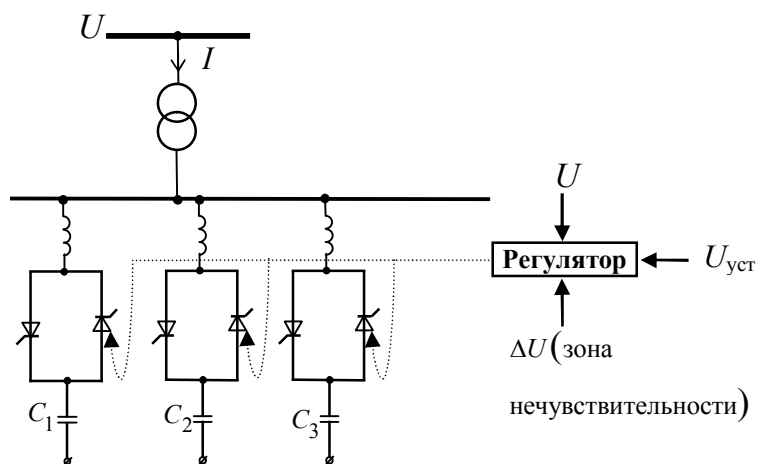 U
I
U
Регулятор
Uуст
ΔU(зона
нечувствительности)
C1
C2
C3